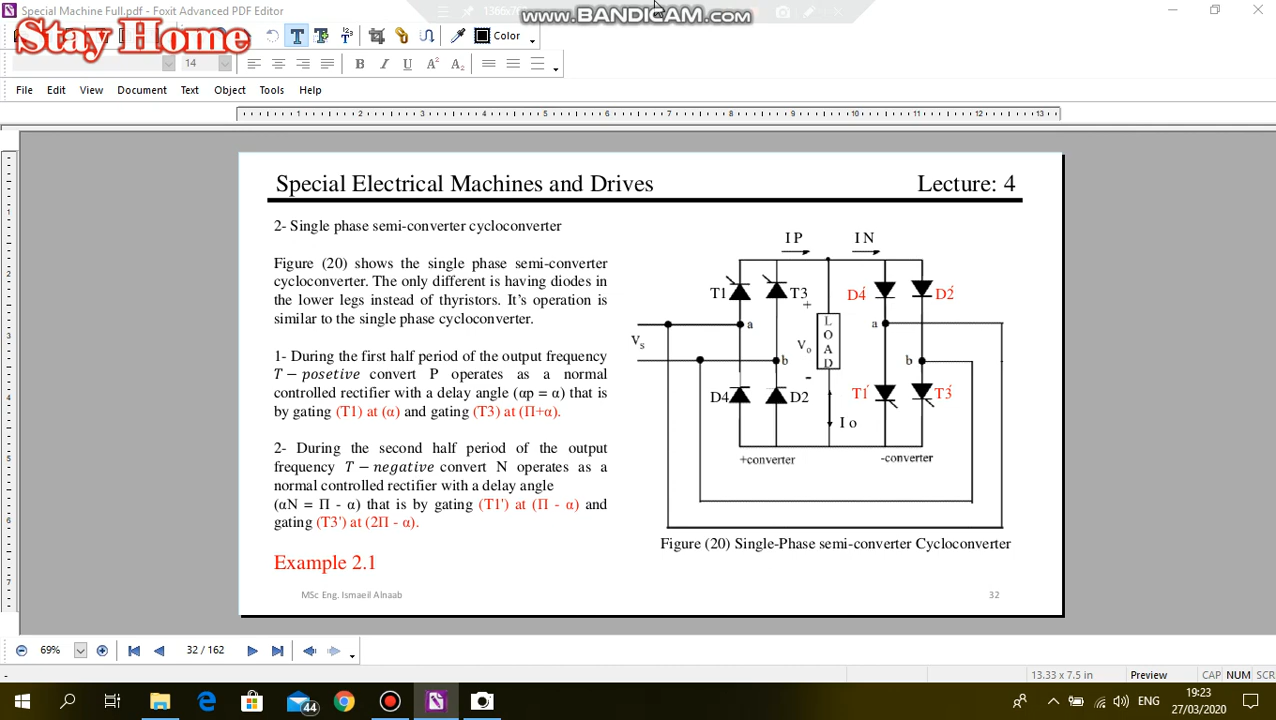 Special Machine Full.pdf - Foxit Advanced PDF Editor
www.BANDICAM.com
Stay Home
Color
14
File Edit View Document Text Object Tools Help
Special Electrical Machines and Drives
Lecture: 4
2- Single phase semi-converter cycloconverter
Figure (20) shows the single phase semi-converter
cycloconverter. The only different is having diodes in
the lower legs instead of thyristors. It’s operation is
similar to the single phase cycloconverter.
1- During the first half period of the output frequency
T − posetive convert P operates as a normal
controlled rectifier with a delay angle (αp = α) that is
by gating (T1) at (α) and gating (T3) at (Π+α).
2- During the second half period of the output
frequency T − negative convert N operates as a
normal controlled rectifier with a delay angle
(αN = Π - α) that is by gating (T1') at (Π - α) and
gating (T3') at (2Π - α).
Example 2.1
I P
I N
T1
T3
D4́
D2́
+
a
a
Vs
Vo
LOAD
b
b
-
D4
D2
T1́
T3́
I o
+converter
-converter
Figure (20) Single-Phase semi-converter Cycloconverter
MSc Eng. Ismaeil Alnaab
32
69%
32 / 162
13.33 x 7.5 in
Preview
CAP
NUM
SCR
44
ENG
19:23
27/03/2020